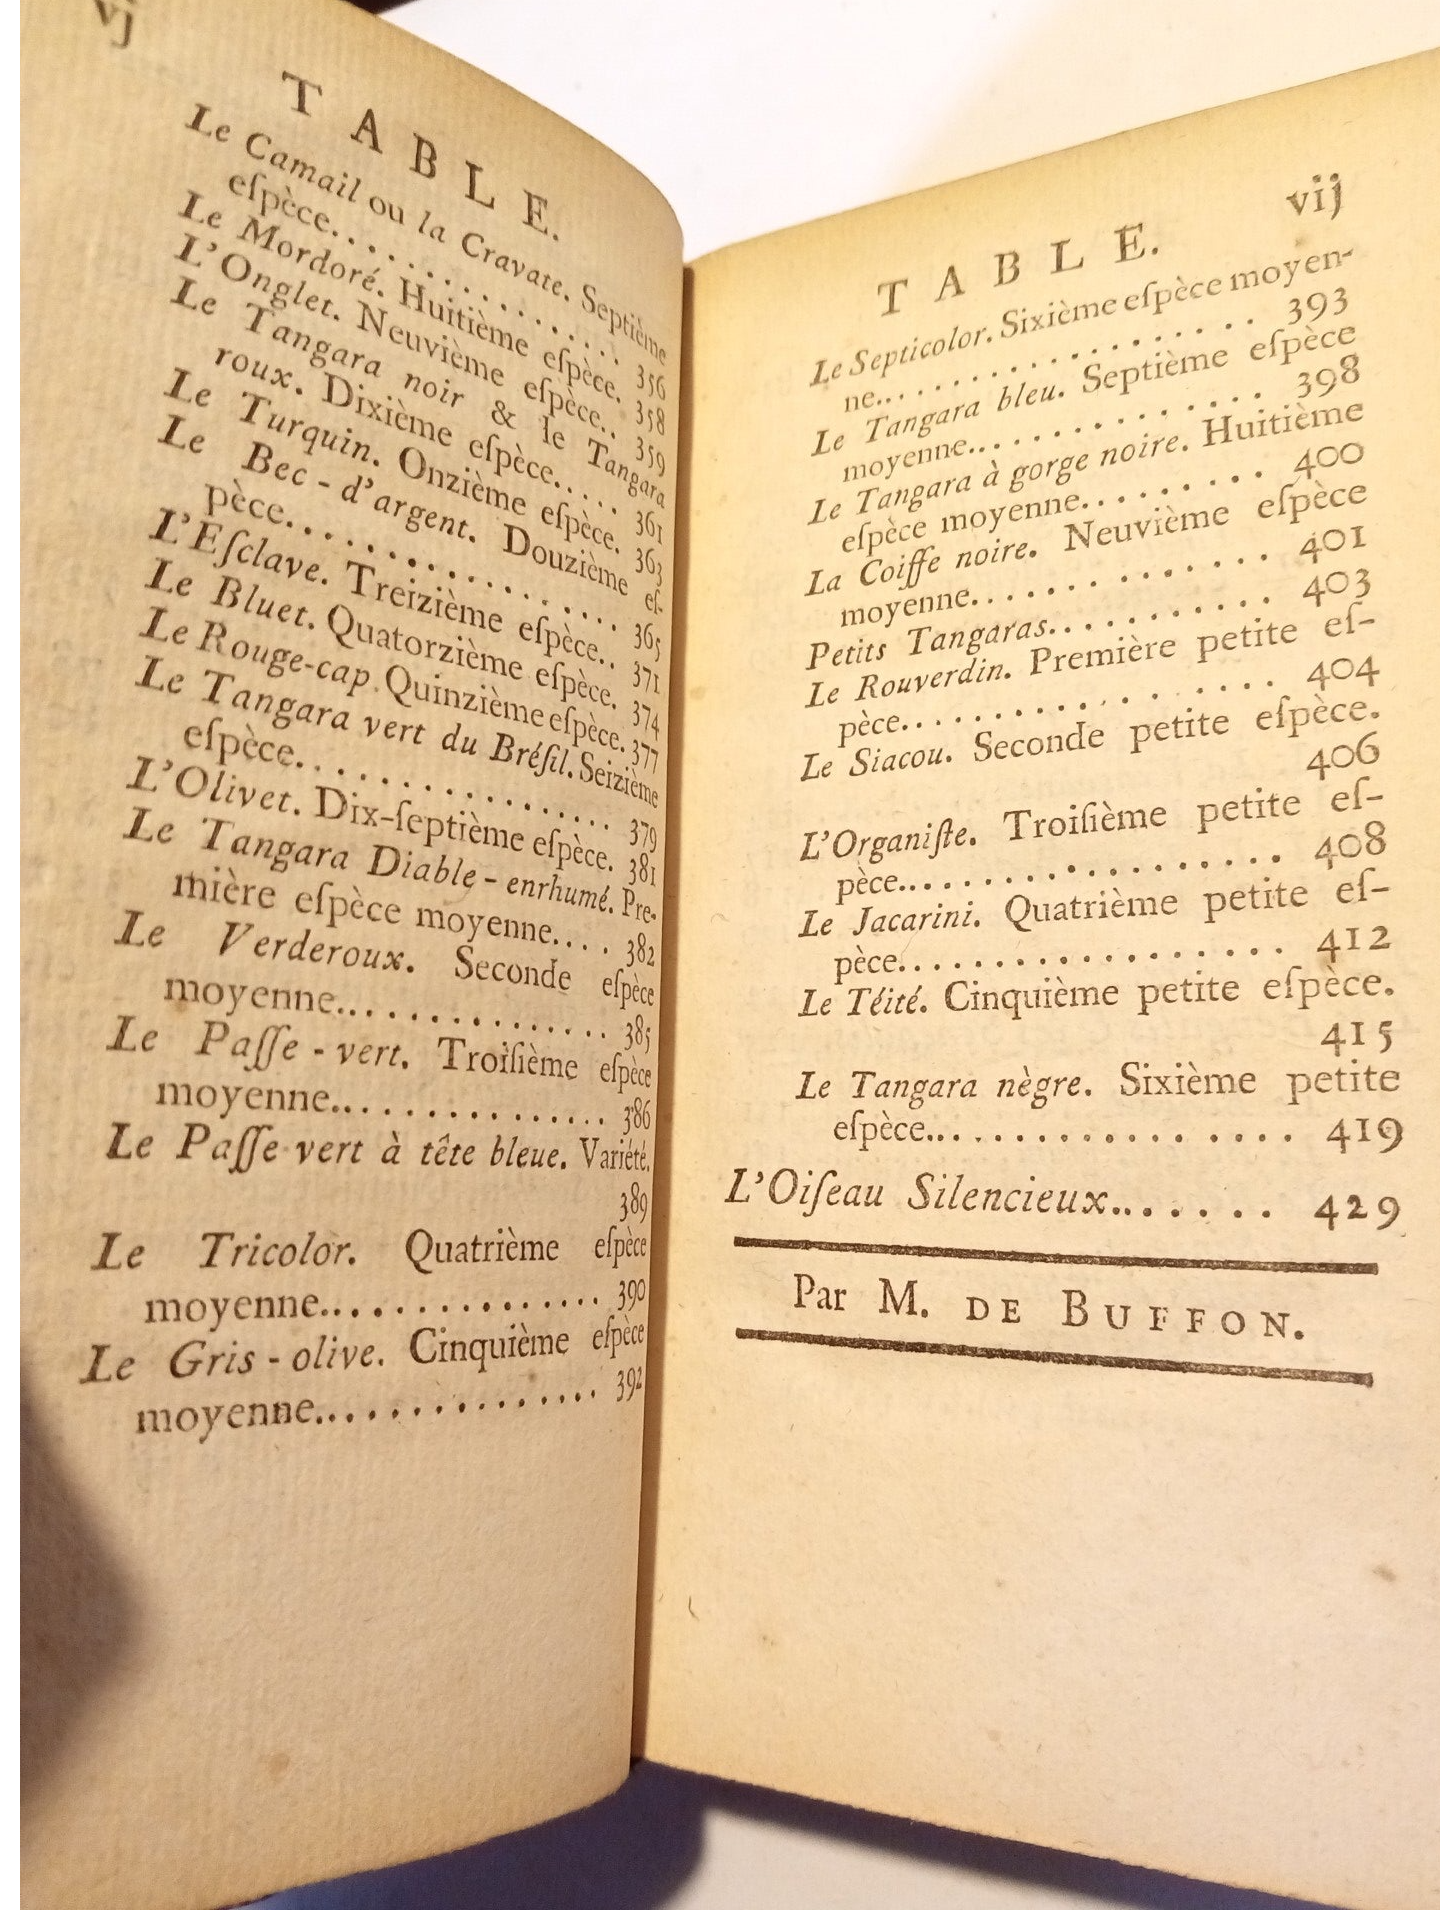 vj
TABLE.
Le Camail ou la Cravate. Septième
eſpèce.................. 356
Le Mordoré. Huitième eſpèce. 358
L'Onglet. Neuvième eſpèce.. 359
Le Tangara noir & le Tangara
roux. Dixième eſpèce..... 361
Le Turquin. Onzième eſpèce. 363
Le Bec-d'argent. Douzième eſ-
pèce.................. 365
L'Eſclave. Treizième eſpèce.. 371
Le Bluet. Quatorzième eſpèce. 374
Le Rouge-cap. Quinzième eſpèce. 377
Le Tangara vert du Bréſil. Seizième
eſpèce.................. 379
L'Olivet. Dix-ſeptième eſpèce. 381
Le Tangara Diable-enrhumé. Pre-
mière eſpèce moyenne.... 382
Le Verderoux. Seconde eſpèce
moyenne............... 385
Le Paſſe-vert. Troiſième eſpèce
moyenne............... 386
Le Paſſe-vert à tête bleue. Variété.
389
Le Tricolor. Quatrième eſpèce
moyenne............... 390
Le Gris-olive. Cinquième eſpèce
moyenne............... 392
vij
TABLE.
Le Septicolor. Sixième eſpèce moyen-
ne.................. 393
Le Tangara bleu. Septième eſpèce
moyenne............... 398
Le Tangara à gorge noire. Huitième
eſpèce moyenne......... 400
La Coiffe noire. Neuvième eſpèce
moyenne............... 401
Petits Tangaras........... 403
Le Rouverdin. Première petite eſ-
pèce.................. 404
Le Siacou. Seconde petite eſpèce.
406
L'Organiſte. Troiſième petite eſ-
pèce.................. 408
Le Jacarini. Quatrième petite eſ-
pèce.................. 412
Le Téité. Cinquième petite eſpèce.
415
Le Tangara nègre. Sixième petite
eſpèce................ 419
L'Oiſeau Silencieux....... 429
Par M. DE BUFFON.